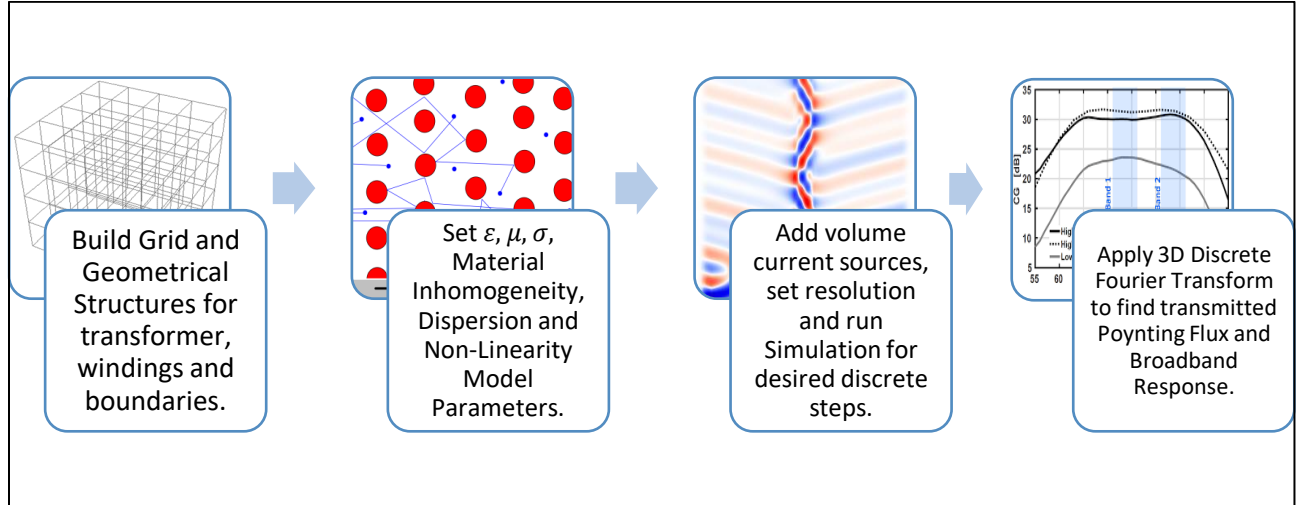 Build Grid and
Geometrical
Structures for
transformer,
windings and
boundaries.
Set ε, μ, σ,
Material
Inhomogeneity,
Dispersion and
Non-Linearity
Model
Parameters.
Add volume
current sources,
set resolution
and run
Simulation for
desired discrete
steps.
35
30
25
20
15
10
5
CG [dB]
Band 1
Band 2
Hig
Hig
Low
55
60
Apply 3D Discrete
Fourier Transform
to find transmitted
Poynting Flux and
Broadband
Response.